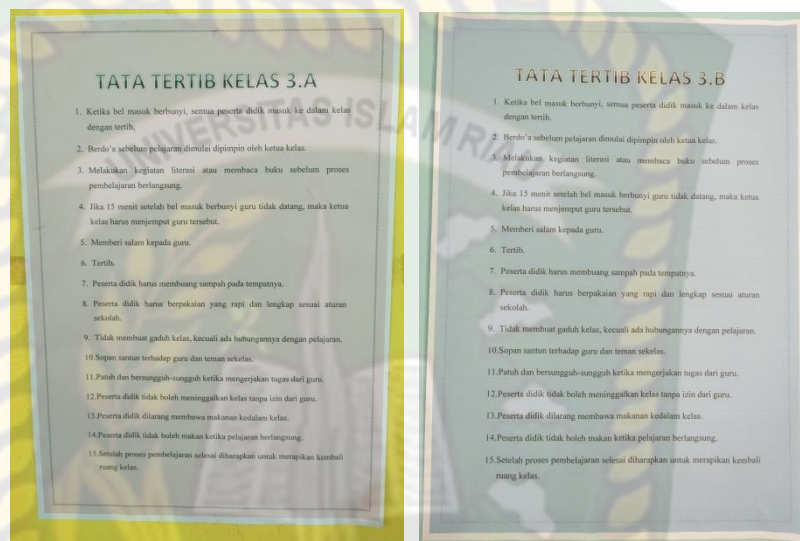 TATA TERTIB KELAS 3.A
1. Ketika bel masuk berbunyi, semua peserta didik masuk ke dalam kelas
dengan tertib,
2. Berdo'a sebelum pelajaran dimulai dipimpin oleh ketua kelas.
3. Melakukan kegiatan literasi atau membaca buku sebelum proses
pembelajaran berlangsung.
4. Jika 15 menit setelah bel masuk berbunyi guru tidak datang, maka ketua
kelas harus menjemput guru tersebut.
5. Memberi salam kepada guru.
6. Tertib.
7. Peserta didik harus membuang sampah pada tempatnya.
8. Peserta didik harus berpakaian yang rapi dan lengkap sesuai aturan
sekolah.
9. Tidak membuat gaduh kelas, kecuali ada hubungannya dengan pelajaran.
10.Sopan santun terhadap guru dan teman sekelas.
11.Patuh dan bersungguh-sungguh ketika mengerjakan tugas dari guru.
12.Peserta didik tidak boleh meninggalkan kelas tanpa izin dari guru.
13.Peserta didik dilarang membawa makanan kedalam kelas.
14.Peserta didik tidak boleh makan ketika pelajaran berlangsung.
15.Setelah proses pembelajaran selesai diharapkan untuk merapikan kembali
ruang kelas.
TATA TERTIB KELAS 3.B
1. Ketika bel masuk berbunyi, semua peserta didik masuk ke dalam kelas
dengan tertib.
2. Berdo'a sebelum pelajaran dimulai dipimpin oleh ketua kelas.
3. Melakukan kegiatan literasi atau membaca buku sebelum proses
pembelajaran berlangsung.
4. Jika 15 menit setelah bel masuk berbunyi guru tidak datang, maka ketua
kelas harus menjemput guru tersebut.
5. Memberi salam kepada guru.
6. Tertib.
7. Peserta didik harus membuang sampah pada tempatnya.
8. Peserta didik harus berpakaian yang rapi dan lengkap sesuai aturan
sekolah.
9. Tidak membuat gaduh kelas, kecuali ada hubungannya dengan pelajaran.
10.Sopan santun terhadap guru dan teman sekelas.
11.Patuh dan bersungguh-sungguh ketika mengerjakan tugas dari guru.
12.Peserta didik tidak boleh meninggalkan kelas tanpa izin dari guru.
13.Peserta didik dilarang membawa makanan kedalam kelas.
14.Peserta didik tidak boleh makan ketika pelajaran berlangsung.
15.Setelah proses pembelajaran selesai diharapkan untuk merapikan kembali
ruang kelas.
UNIVERSITAS ISLAM RIAU